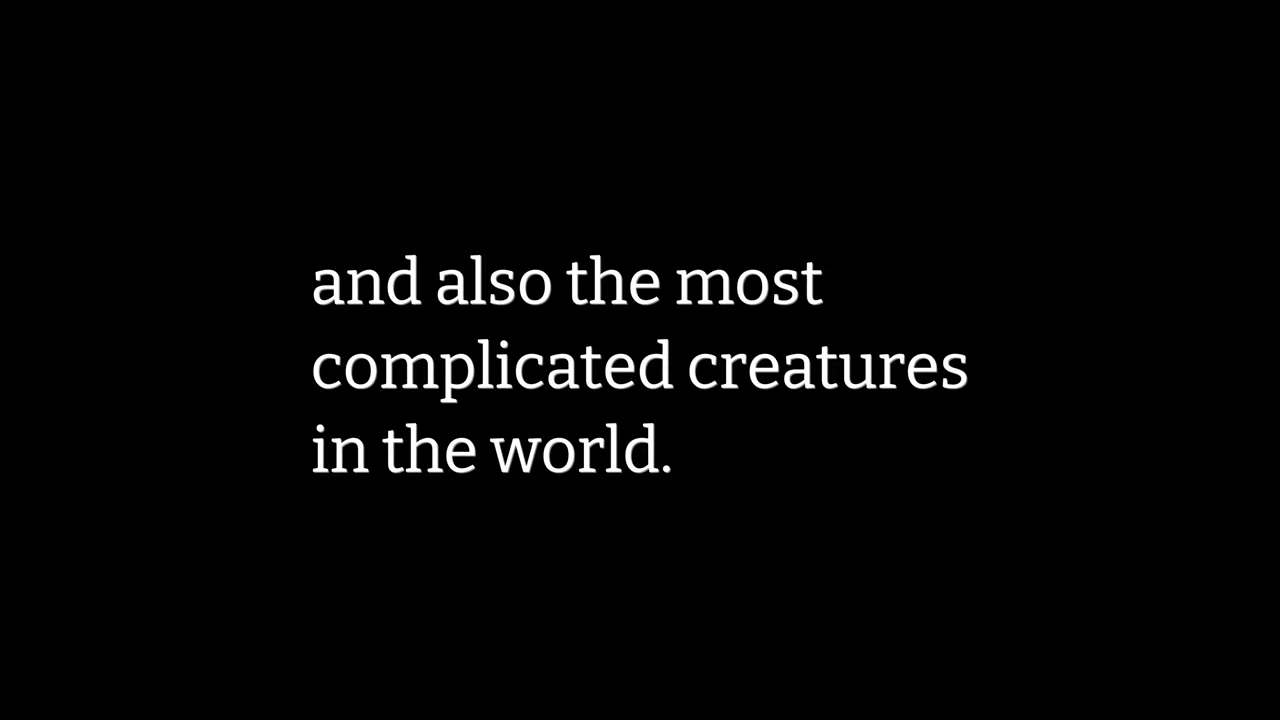 and also the most
complicated creatures
in the world.